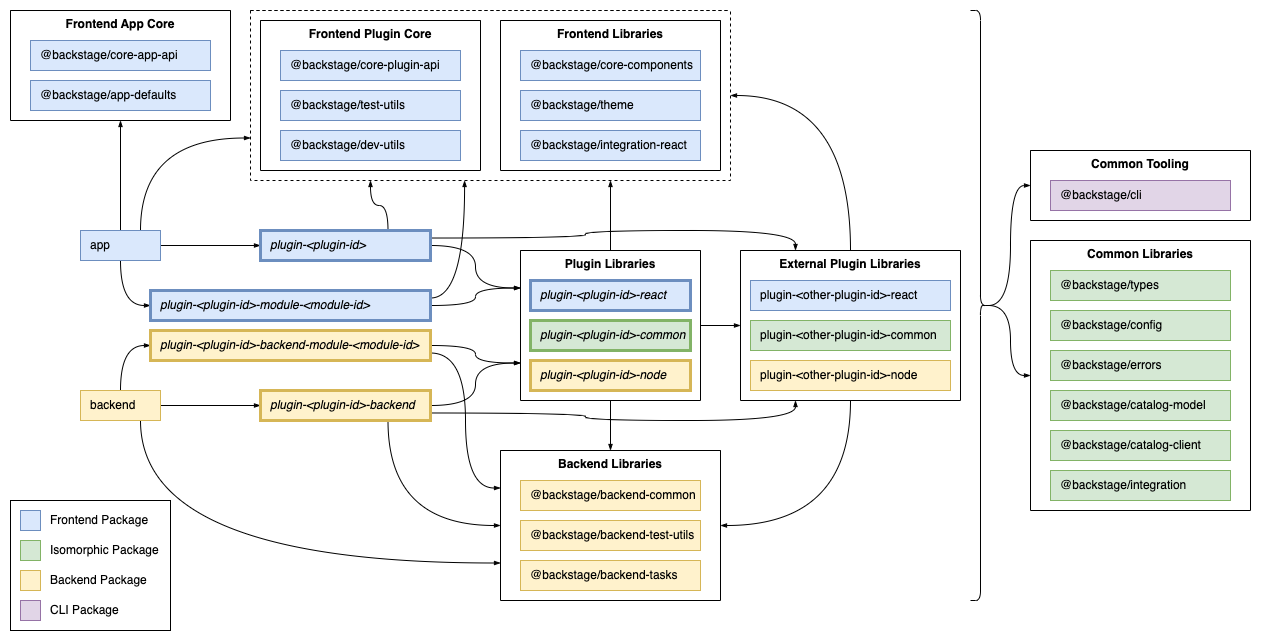 Frontend App Core
@backstage/core-app-api
@backstage/app-defaults
Frontend Plugin Core
@backstage/core-plugin-api
@backstage/test-utils
@backstage/dev-utils
Frontend Libraries
@backstage/core-components
@backstage/theme
@backstage/integration-react
app
plugin-<plugin-id>
plugin-<plugin-id>-module-<module-id>
plugin-<plugin-id>-backend-module-<module-id>
backend
plugin-<plugin-id>-backend
Plugin Libraries
plugin-<plugin-id>-react
plugin-<plugin-id>-common
plugin-<plugin-id>-node
External Plugin Libraries
plugin-<other-plugin-id>-react
plugin-<other-plugin-id>-common
plugin-<other-plugin-id>-node
Backend Libraries
@backstage/backend-common
@backstage/backend-test-utils
@backstage/backend-tasks
Common Tooling
@backstage/cli
Common Libraries
@backstage/types
@backstage/config
@backstage/errors
@backstage/catalog-model
@backstage/catalog-client
@backstage/integration
Frontend Package
Isomorphic Package
Backend Package
CLI Package